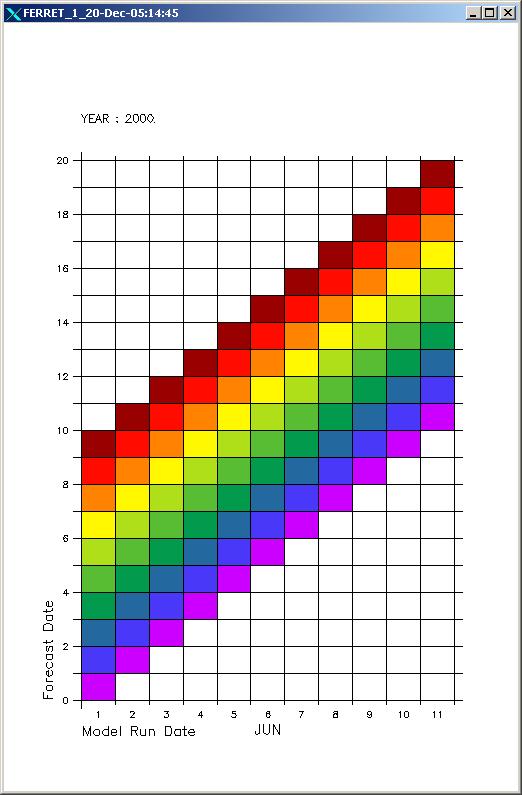 FERRET_1_20-Dec-05:14:45
YEAR : 2000.
20
18
16
14
12
10
8
6
4
2
0
Forecast Date
1 2 3 4 5 6 7 8 9 10 11
Model Run Date JUN